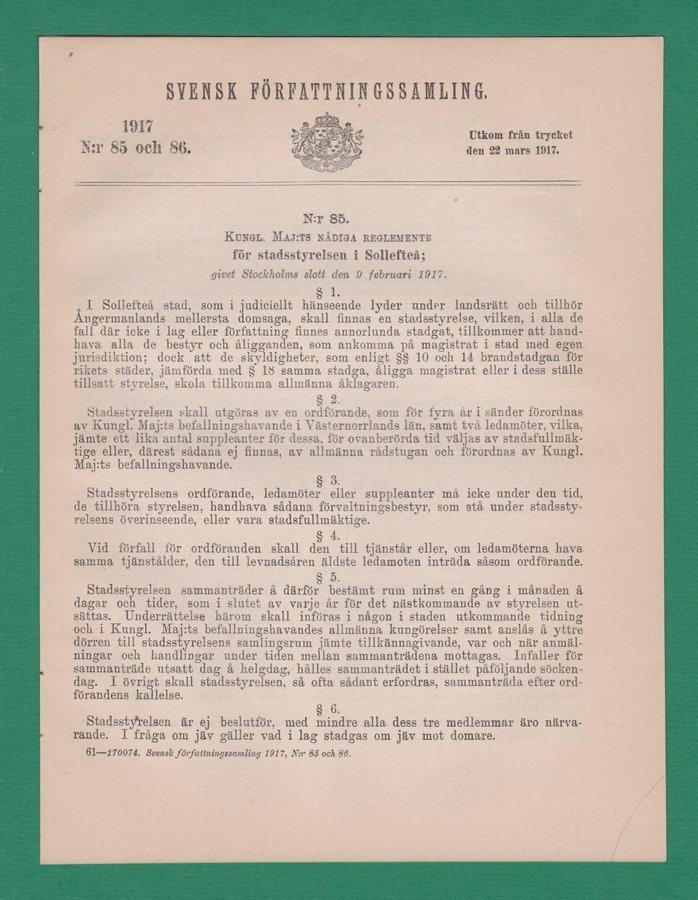 SVENSK FÖRFATTNINGSSAMLING.
1917
N:r 85 och 86.
Utkom från trycket
den 22 mars 1917.
N:r 85.
KUNGL. MAJ:TS NÅDIGA REGLEMENTE
för stadsstyrelsen i Sollefteå;
givet Stockholms slott den 9 februari 1917.
§ 1.
I Sollefteå stad, som i judiciellt hänseende lyder under landsrätt och tillhör
Ångermanlands mellersta domsaga, skall finnas en stadsstyrelse, vilken, i alla de
fall där icke i lag eller författning finnes annorlunda stadgat, tillkommer att hand-
hava alla de bestyr och åligganden, som ankomma på magistrat i stad med egen
jurisdiktion; dock att de skyldigheter, som enligt §§ 10 och 14 brandstadgan för
rikets städer, jämförda med § 18 samma stadga, åligga magistrat eller i dess ställe
tillsatt styrelse, skola tillkomma allmänna åklagaren.
§ 2.
Stadsstyrelsen skall utgöras av en ordförande, som för fyra år i sänder förordnas
av Kungl. Maj:ts befallningshavande i Västernorrlands län, samt två ledamöter, vilka,
jämte ett lika antal suppleanter för dessa, för ovanberörda tid väljas av stadsfullmäk-
tige eller, därest sådana ej finnas, av allmänna rådstugan och förordnas av Kungl.
Maj:ts befallningshavande.
§ 3.
Stadsstyrelsens ordförande, ledamöter eller suppleanter må icke under den tid,
de tillhöra styrelsen, handhava sådana förvaltningsbestyr, som stå under stadssty-
relsens överinseende, eller vara stadsfullmäktige.
§ 4.
Vid förfall för ordföranden skall den till tjänstår eller, om ledamöterna hava
samma tjänstålder, den till levnadsåren äldste ledamoten inträda såsom ordförande.
§ 5.
Stadsstyrelsen sammanträder å därför bestämt rum minst en gång i månaden å
dagar och tider, som i slutet av varje år för det nästkommande av styrelsen ut-
sättas. Underrättelse härom skall införas i någon i staden utkommande tidning
och i Kungl. Maj:ts befallningshavandes allmänna kungörelser samt anslås å yttre
dörren till stadsstyrelsens samlingsrum jämte tillkännagivande, var och när anmäl-
ningar och handlingar under tiden mellan sammanträdena mottagas. Infaller för
sammanträde utsatt dag å helgdag, hålles sammanträdet i stället påföljande söcken-
dag. I övrigt skall stadsstyrelsen, så ofta sådant erfordras, sammanträda efter ord-
förandens kallelse.
§ 6.
Stadsstyrelsen är ej beslutför, med mindre alla dess tre medlemmar äro närva-
rande. I fråga om jäv gäller vad i lag stadgas om jäv mot domare.
61—170074. Svensk författningssamling 1917, N:r 85 och 86.